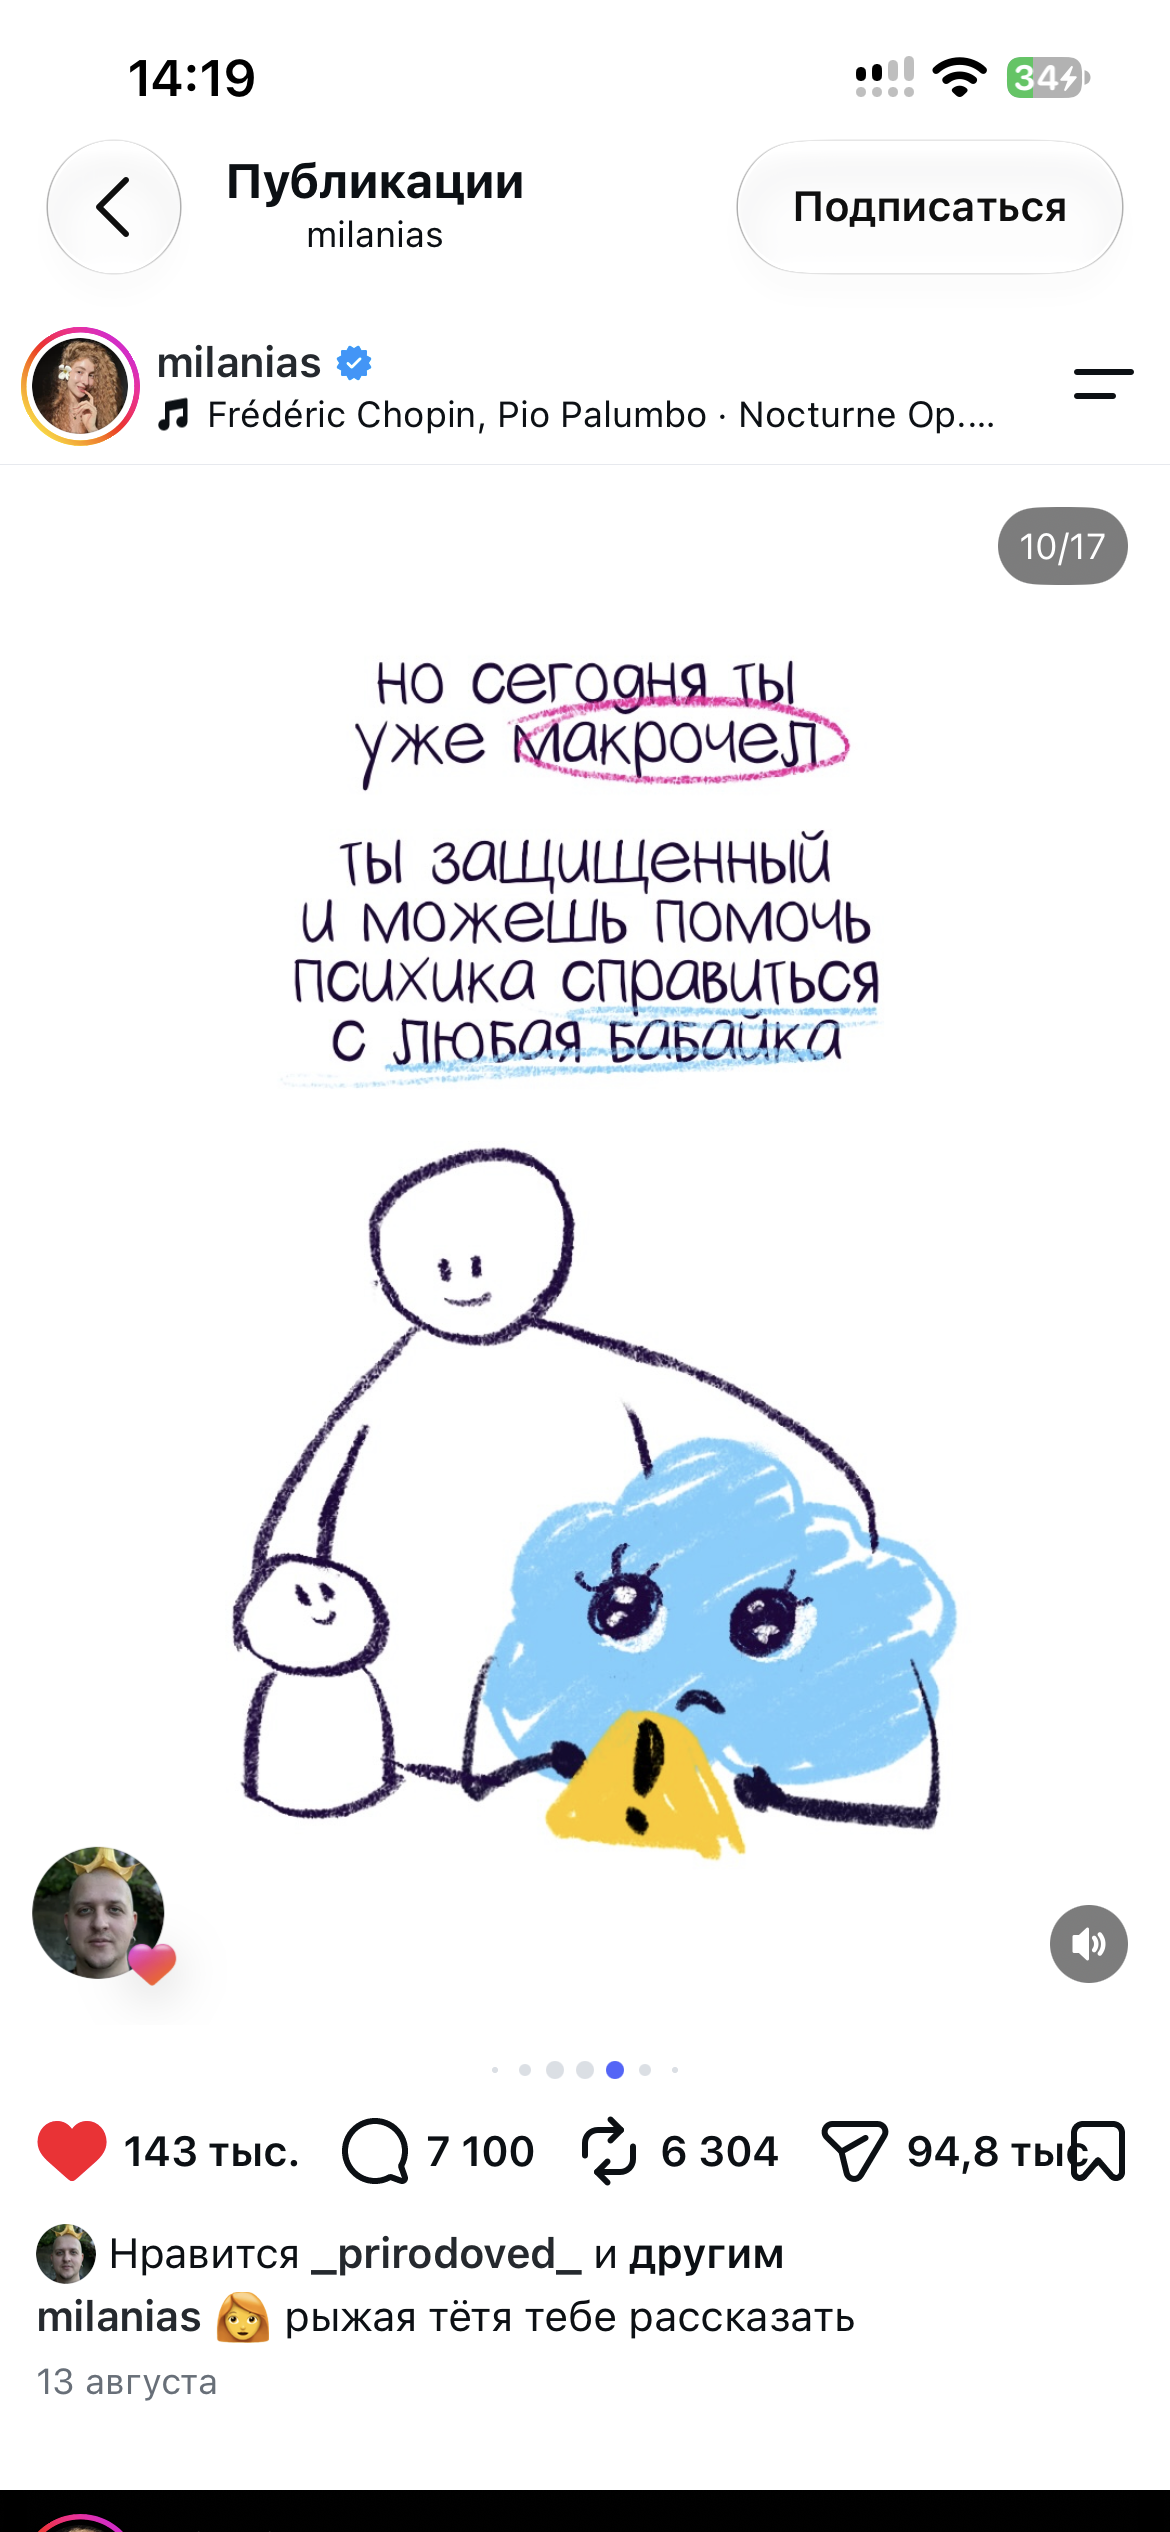 14:19
34
Публикации
milanias
Подписаться
milanias
Frédéric Chopin, Pio Palumbo · Nocturne Op....
10/17
но сегодня ты
уже макрочел
ты защищенный
и можешь помочь
психика справиться
с любая бабайка
!
143 тыс.
7 100
6 304
94,8 тыс
Нравится _prirodoved_ и другим
milanias 👩‍🦰 рыжая тётя тебе рассказать
13 августа